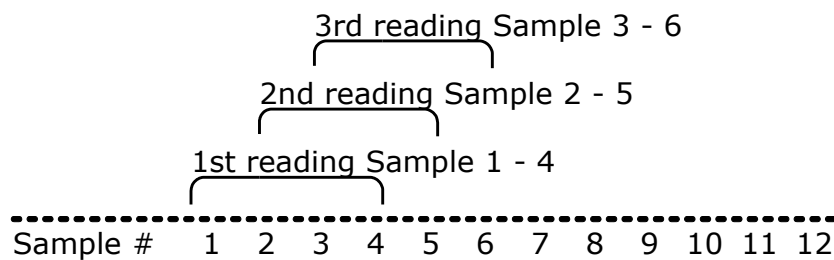 3rd reading Sample 3 - 6
2nd reading Sample 2 - 5
1st reading Sample 1 - 4
Sample # 1 2 3 4 5 6 7 8 9 10 11 12